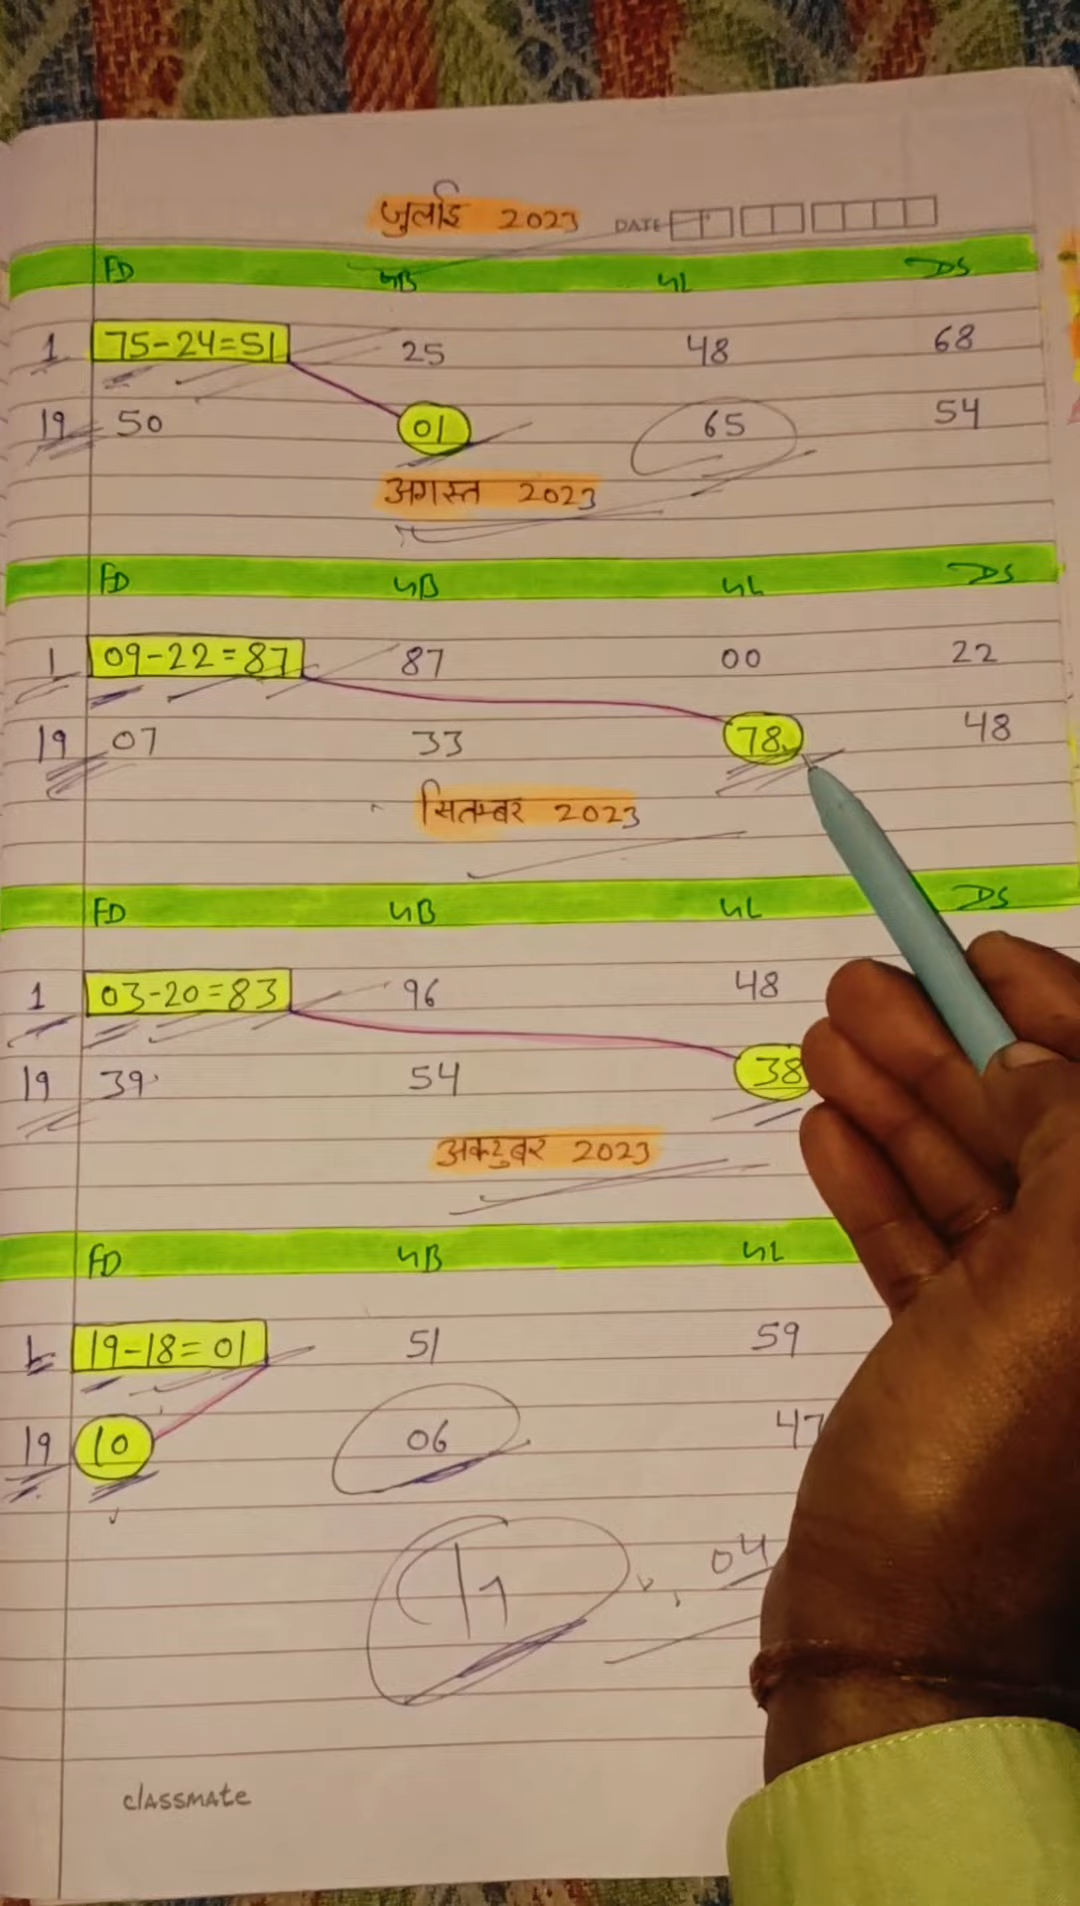 जुलाई 2023 DATE
FD GB GL DS
1 75-24=51 25 48 68
19 50 01 65 54
अगस्त 2023
FD GB GL DS
1 09-22=87 87 00 22
19 07 33 78 48
सितम्बर 2023
FD GB GL DS
1 03-20=83 96 48
19 39 54 38
अक्टुबर 2023
FD GB GL
1 19-18=01 51 59
19 10 06 47
04
classmate